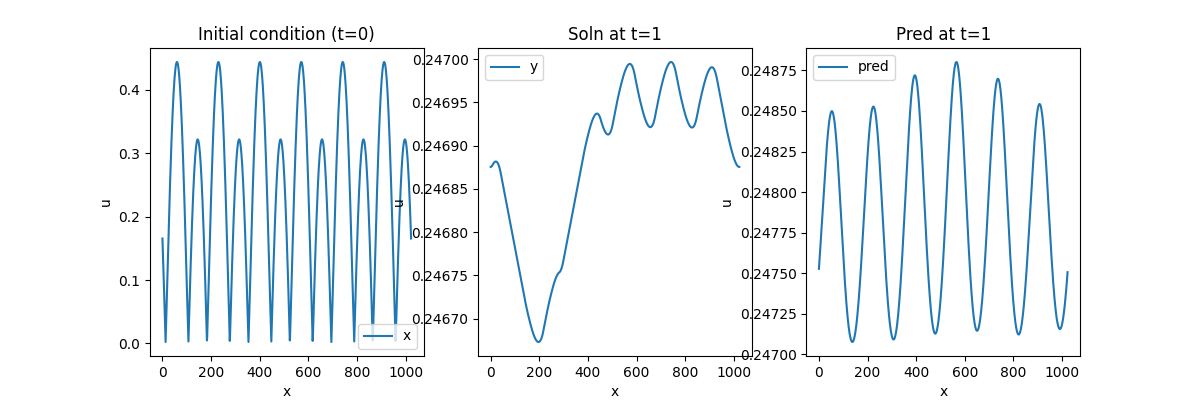 Initial condition (t=0)
0.4
0.3
0.2
0.1
0.0
u
x
0 200 400 600 800 1000
x
Soln at t=1
y
0.24700
0.24695
0.24690
0.24685
0.24680
0.24675
0.24670
u
0 200 400 600 800 1000
x
Pred at t=1
pred
0.24875
0.24850
0.24825
0.24800
0.24775
0.24750
0.24725
0.24700
u
0 200 400 600 800 1000
x